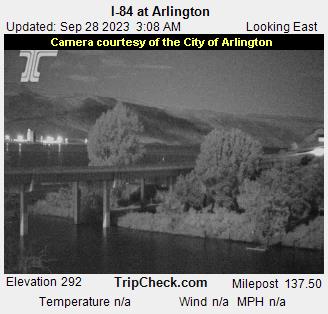 I-84 at Arlington
Updated: Sep 28 2023 3:08 AM Looking East
Camera courtesy of the City of Arlington
Elevation 292 TripCheck.com Milepost 137.50
Temperature n/a Wind n/a MPH n/a